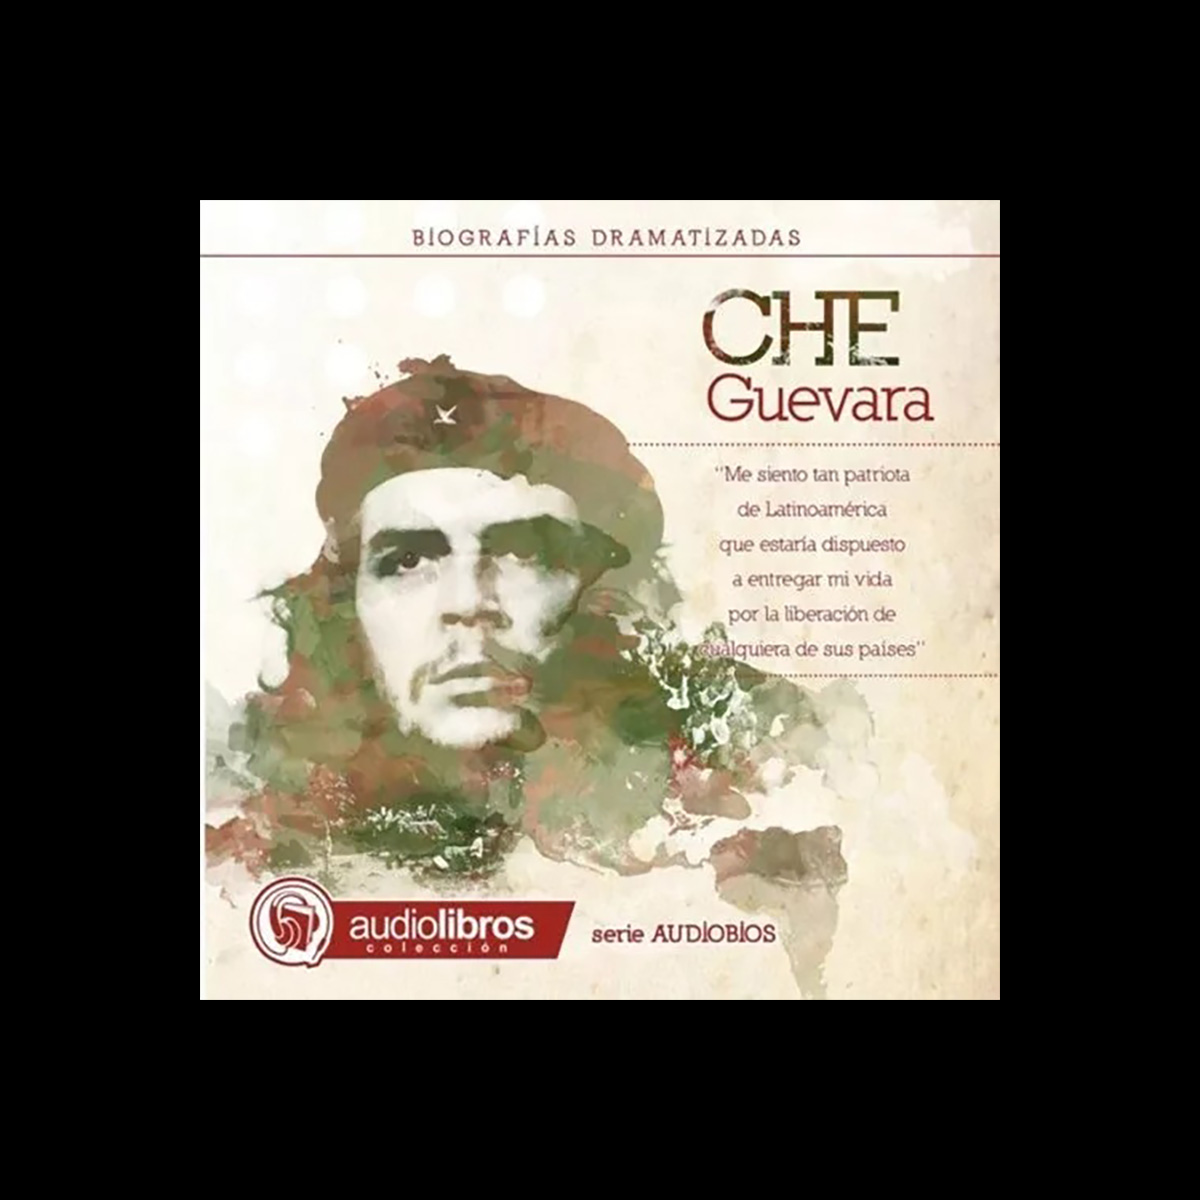 BIOGRAFÍAS DRAMATIZADAS
CHE
Guevara
"Me siento tan patriota
de Latinoamérica
que estaría dispuesto
a entregar mi vida
por la liberación de
cualquiera de sus países"
audiolibros
colección
serie AUDIOBIOS